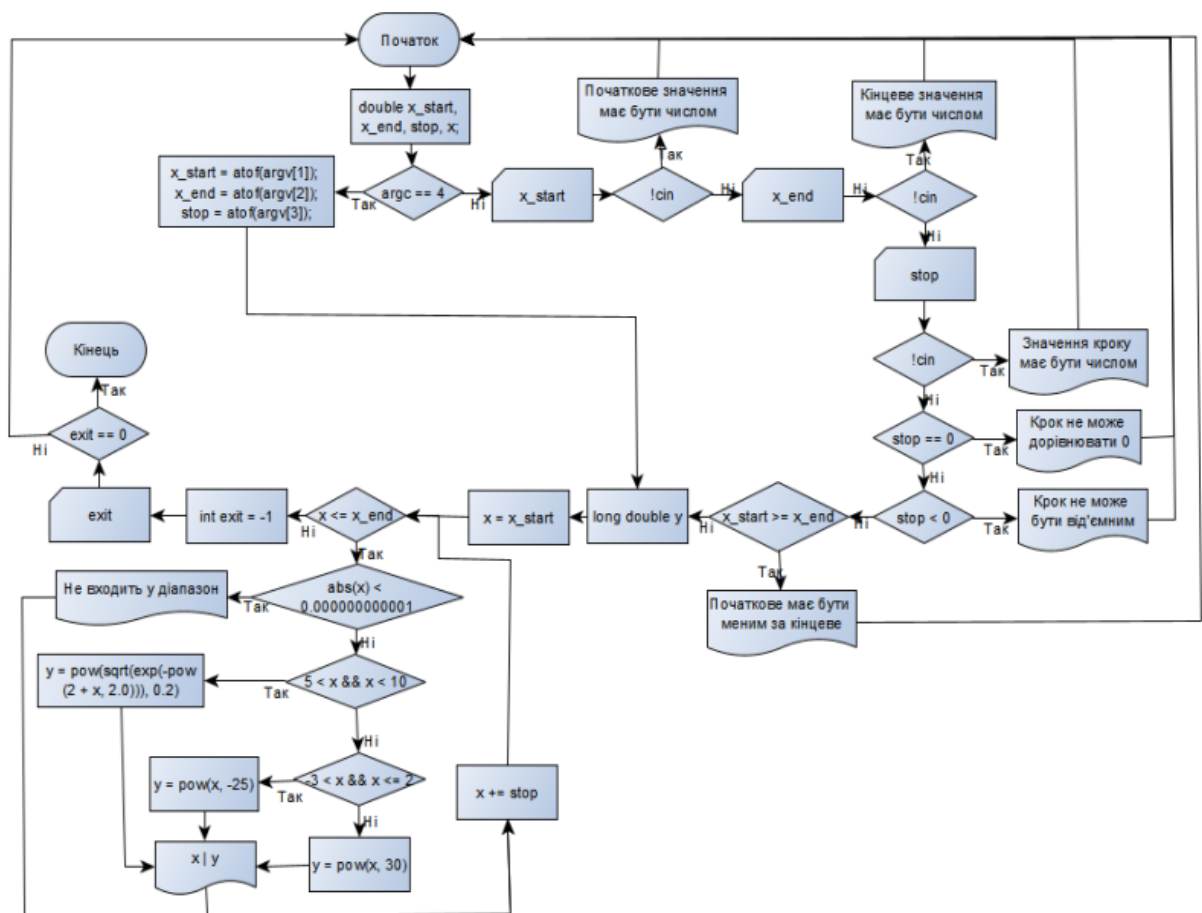 Початок
double x_start,
x_end, stop, x;
Початкове значення
має бути числом
Кінцеве значення
має бути числом
Так
Так
x_start = atof(argv[1]);
x_end = atof(argv[2]);
stop = atof(argv[3]);
Так
argc == 4
Ні
x_start
!cin
Ні
x_end
Ні
!cin
Ні
stop
Кінець
Так
!cin
Так
Значення кроку
має бути числом
Ні
exit == 0
Ні
stop == 0
Так
Крок не може
дорівнювати 0
Ні
exit
int exit = -1
Ні
x <= x_end
x = x_start
long double y
Ні
x_start >= x_end
Ні
stop < 0
Так
Крок не може
бути від'ємним
Так
Так
Не входить у діапазон
Так
abs(x) <
0.000000000001
Початкове має бути
меним за кінцеве
Ні
y = pow(sqrt(exp(-pow
(2 + x, 2.0))), 0.2)
Так
5 < x && x < 10
Ні
y = pow(x, -25)
Так
-3 < x && x <= 2
x += stop
Ні
x | y
y = pow(x, 30)